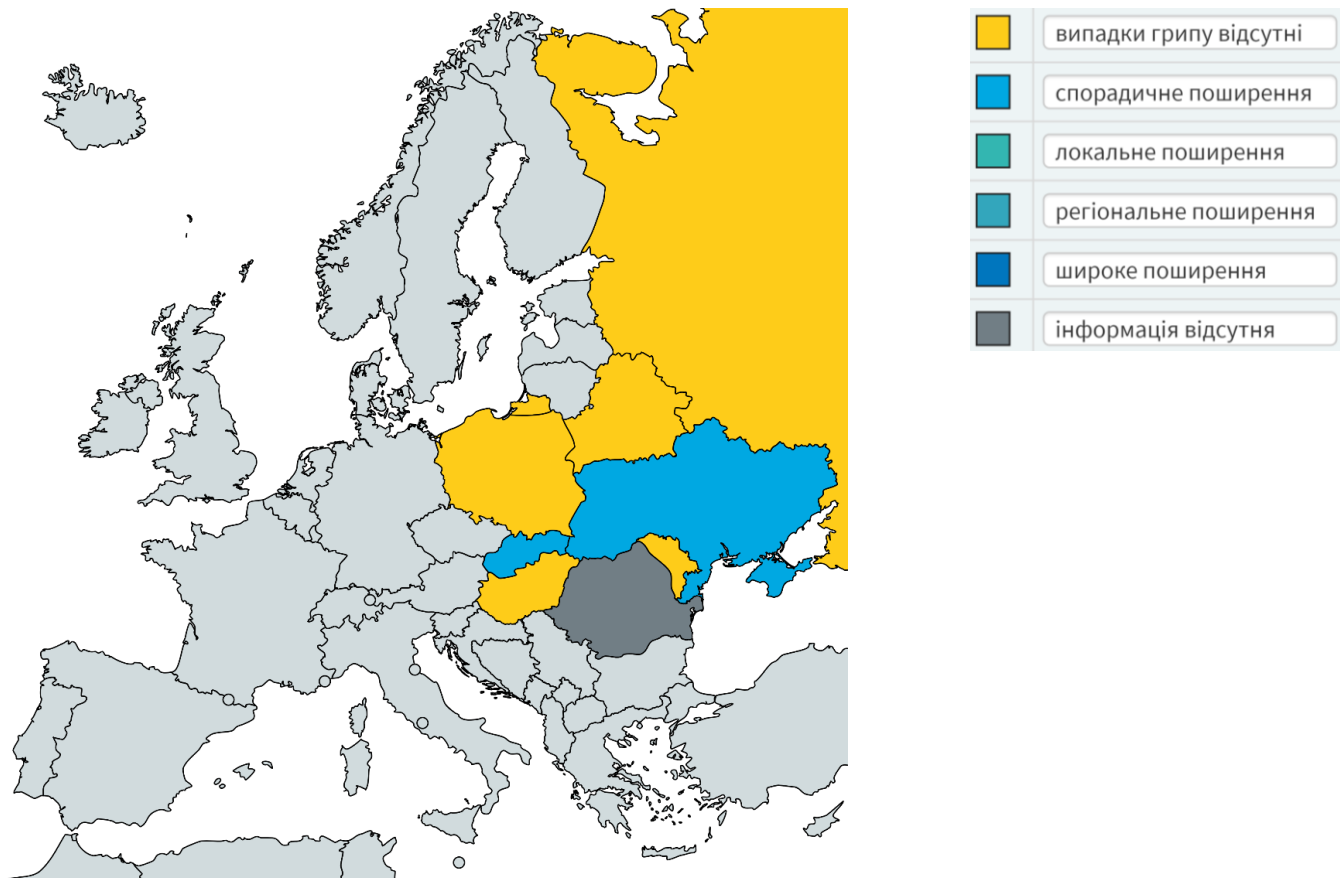 випадки грипу відсутні
спорадичне поширення
локальне поширення
регіональне поширення
широке поширення
інформація відсутня